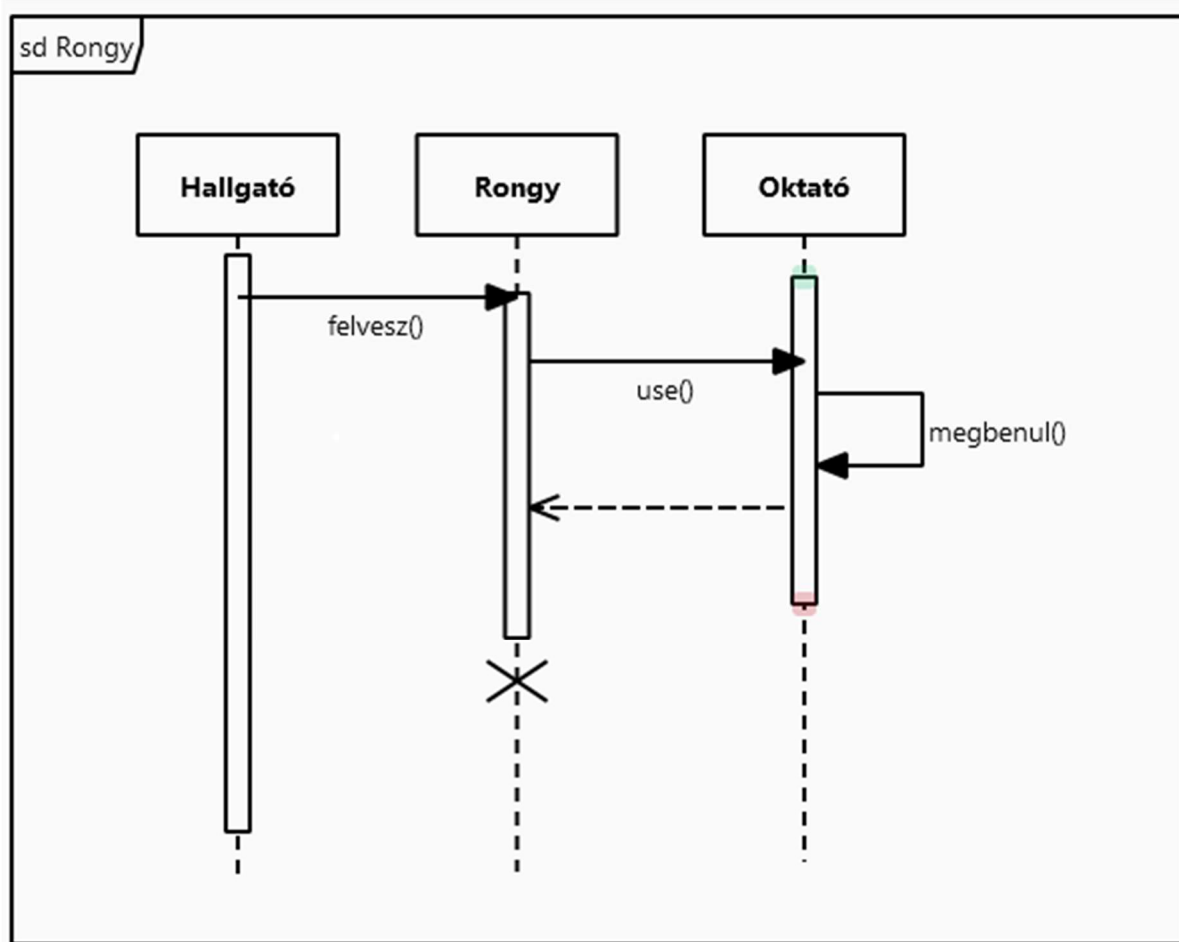 sd Rongy
Hallgató
Rongy
Oktató
felvesz()
use()
megbenul()